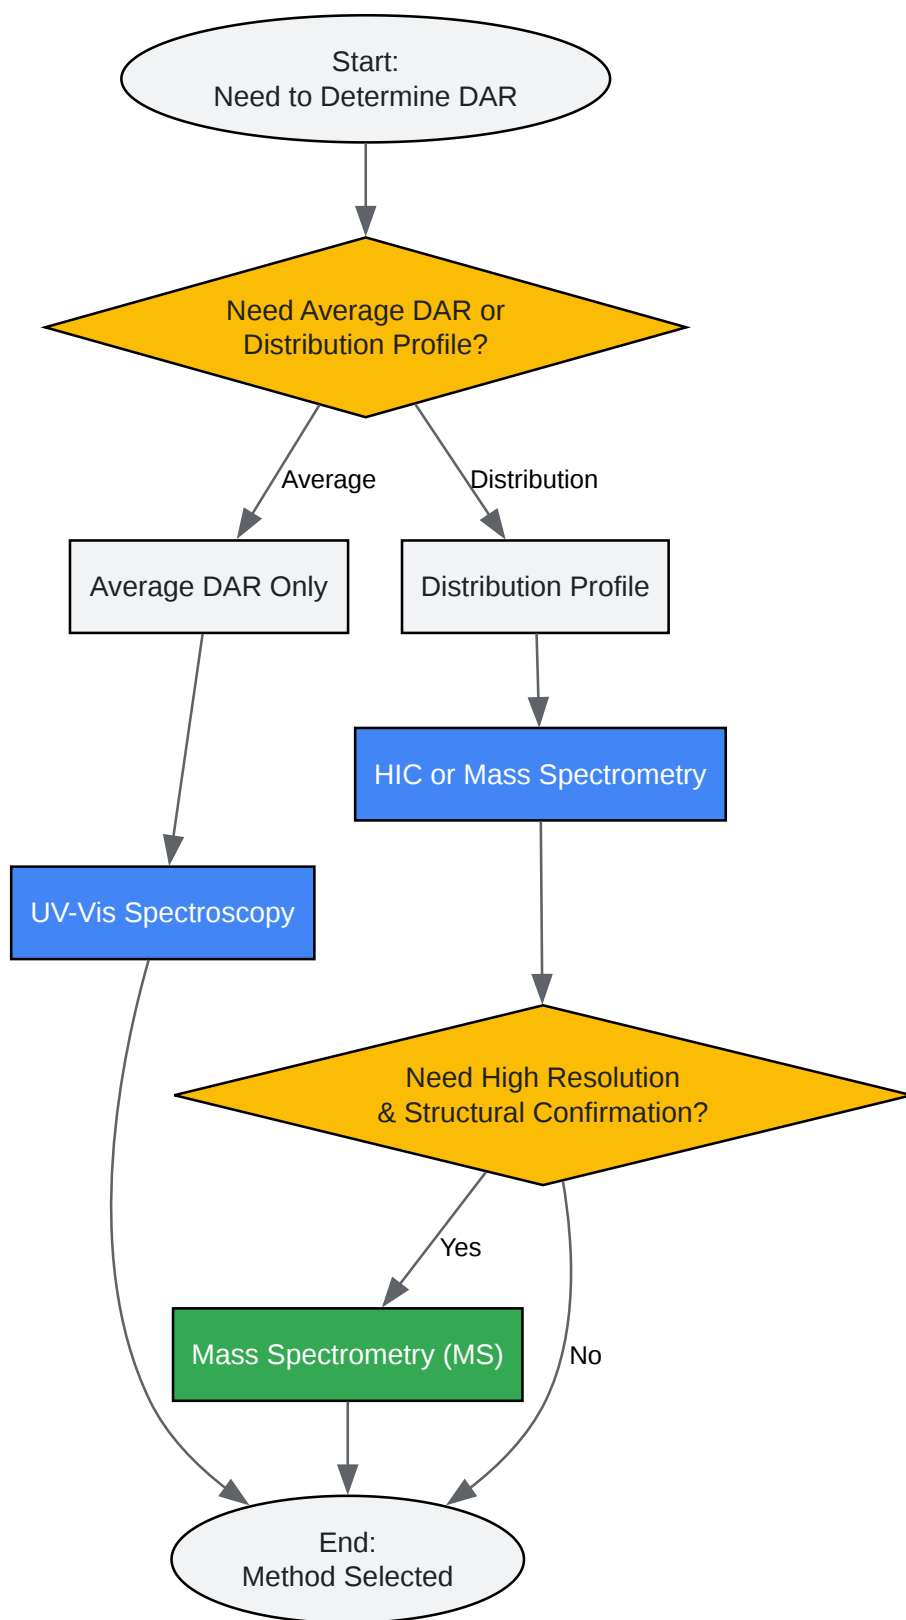 Start:
Need to Determine DAR
Need Average DAR or
Distribution Profile?
Average
Distribution
Average DAR Only
Distribution Profile
HIC or Mass Spectrometry
UV-Vis Spectroscopy
Need High Resolution
& Structural Confirmation?
Yes
Mass Spectrometry (MS)
No
End:
Method Selected